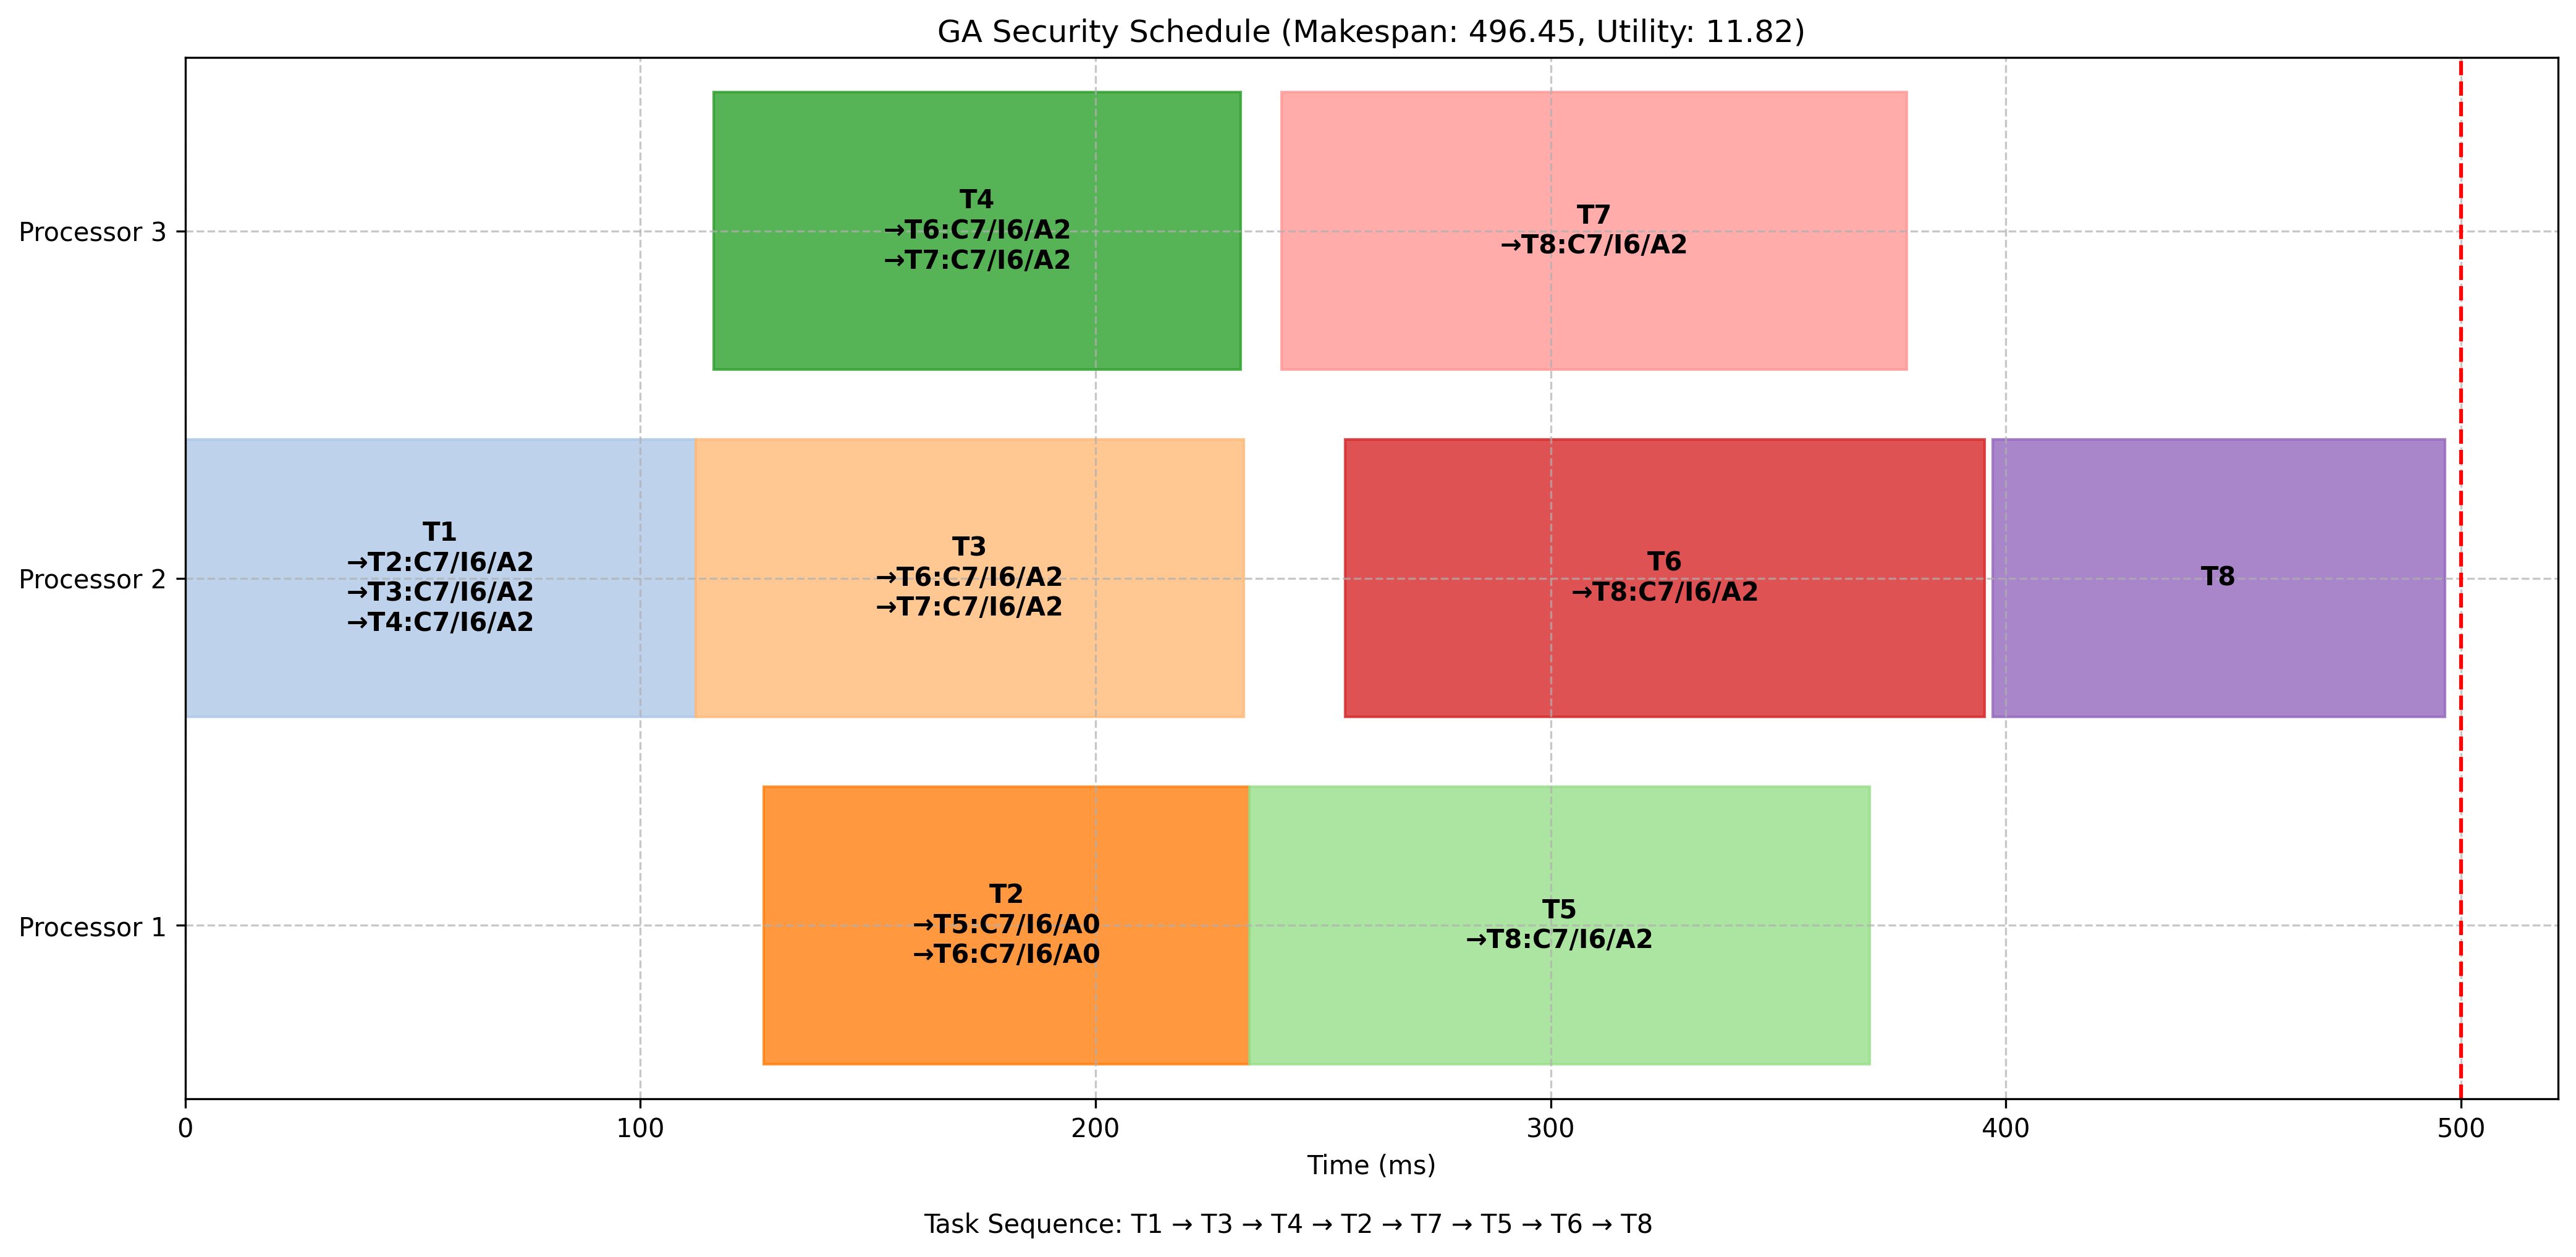 GA Security Schedule (Makespan: 496.45, Utility: 11.82)
Processor 3
T4
→T6:C7/I6/A2
→T7:C7/I6/A2
T7
→T8:C7/I6/A2
Processor 2
T1
→T2:C7/I6/A2
→T3:C7/I6/A2
→T4:C7/I6/A2
T3
→T6:C7/I6/A2
→T7:C7/I6/A2
T6
→T8:C7/I6/A2
T8
Processor 1
T2
→T5:C7/I6/A0
→T6:C7/I6/A0
T5
→T8:C7/I6/A2
0 100 200 300 400 500
Time (ms)
Task Sequence: T1 → T3 → T4 → T2 → T7 → T5 → T6 → T8